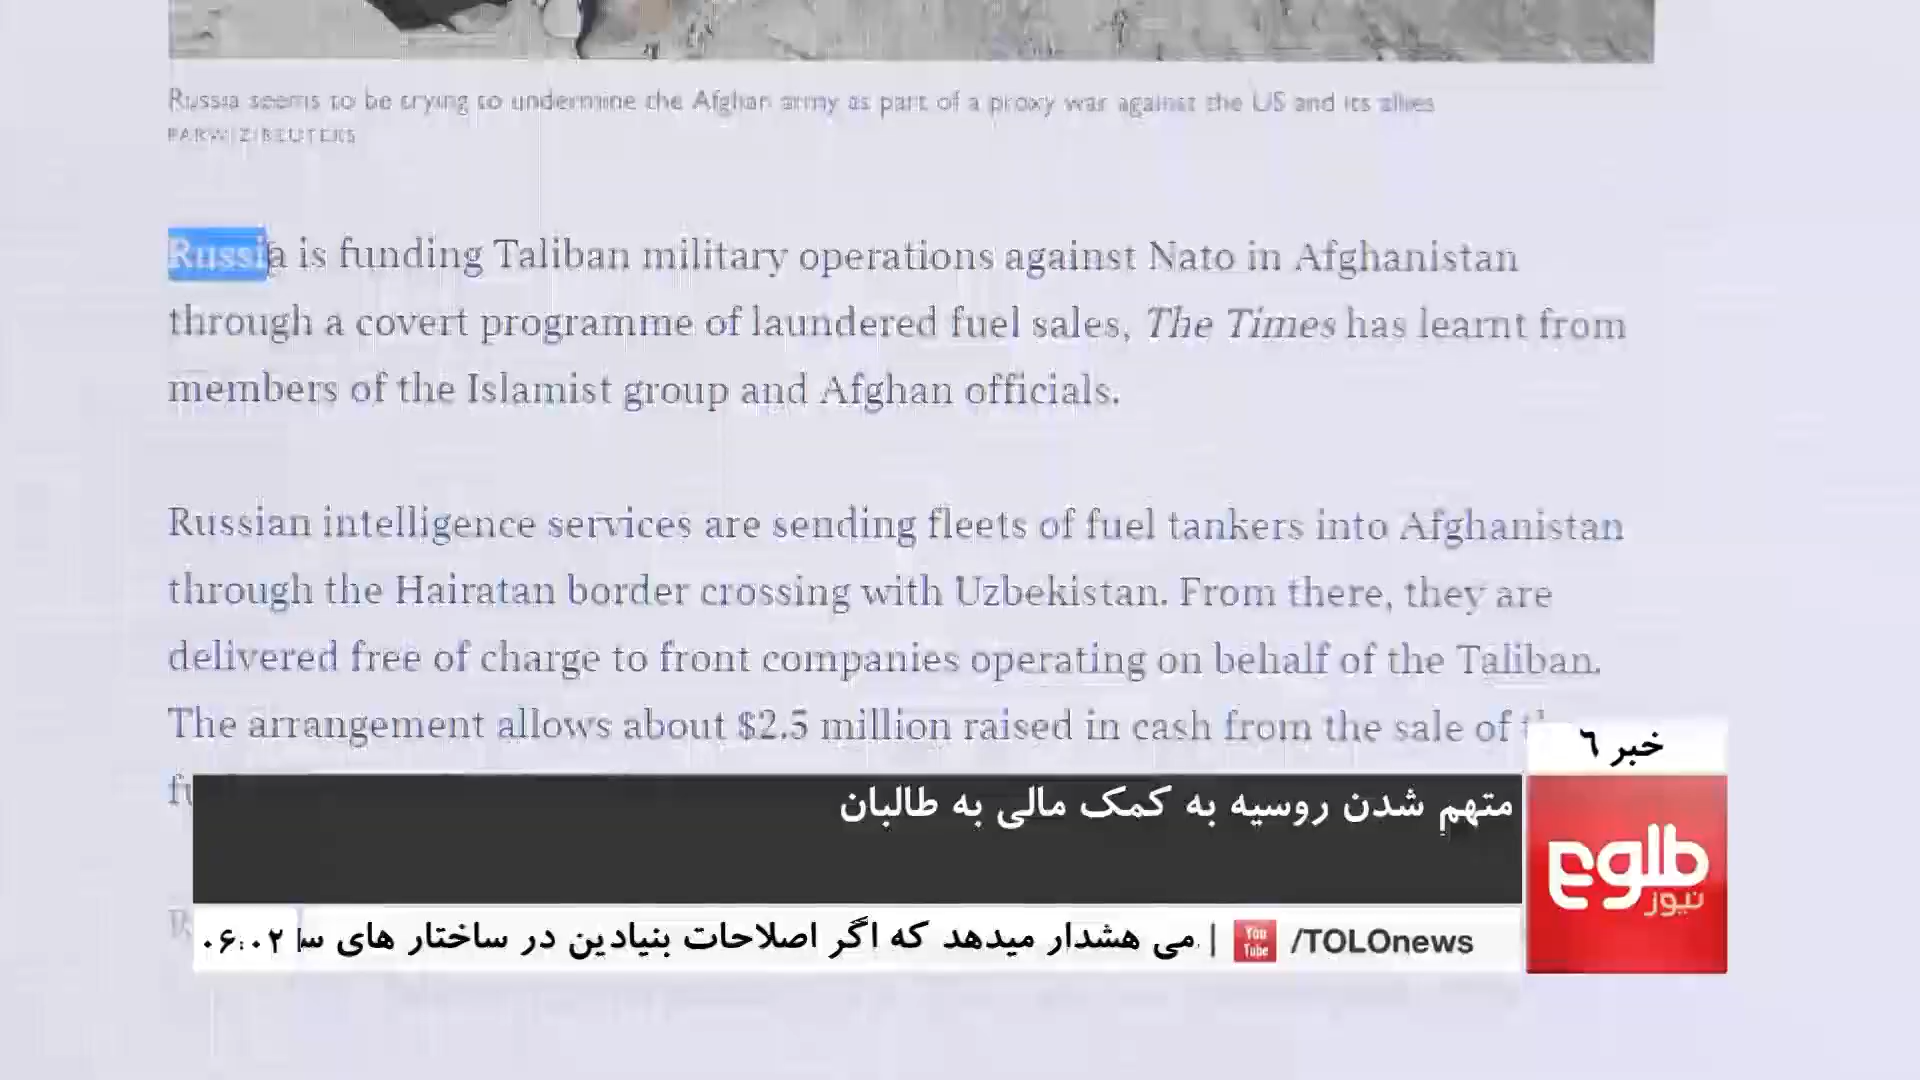 Russia seems to be trying to undermine the Afghan army as part of a proxy war against the US and its allies
PARWIZ/REUTERS
Russia is funding Taliban military operations against Nato in Afghanistan
through a covert programme of laundered fuel sales, The Times has learnt from
members of the Islamist group and Afghan officials.
Russian intelligence services are sending fleets of fuel tankers into Afghanistan
through the Hairatan border crossing with Uzbekistan. From there, they are
delivered free of charge to front companies operating on behalf of the Taliban.
The arrangement allows about $2.5 million raised in cash from the sale of
خبر ٦
متهم شدن روسیه به کمک مالی به طالبان
طلوع
نیوز
You Tube /TOLOnews
| می هشدار میدهد که اگر اصلاحات بنیادین در ساختار های
۰۶:۰۲